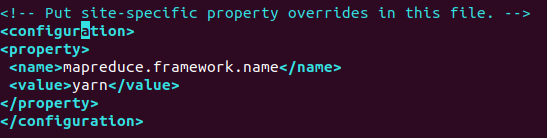 <!-- Put site-specific property overrides in this file. -->
<configuration>
<property>
 <name>mapreduce.framework.name</name>
 <value>yarn</value>
</property>
</configuration>